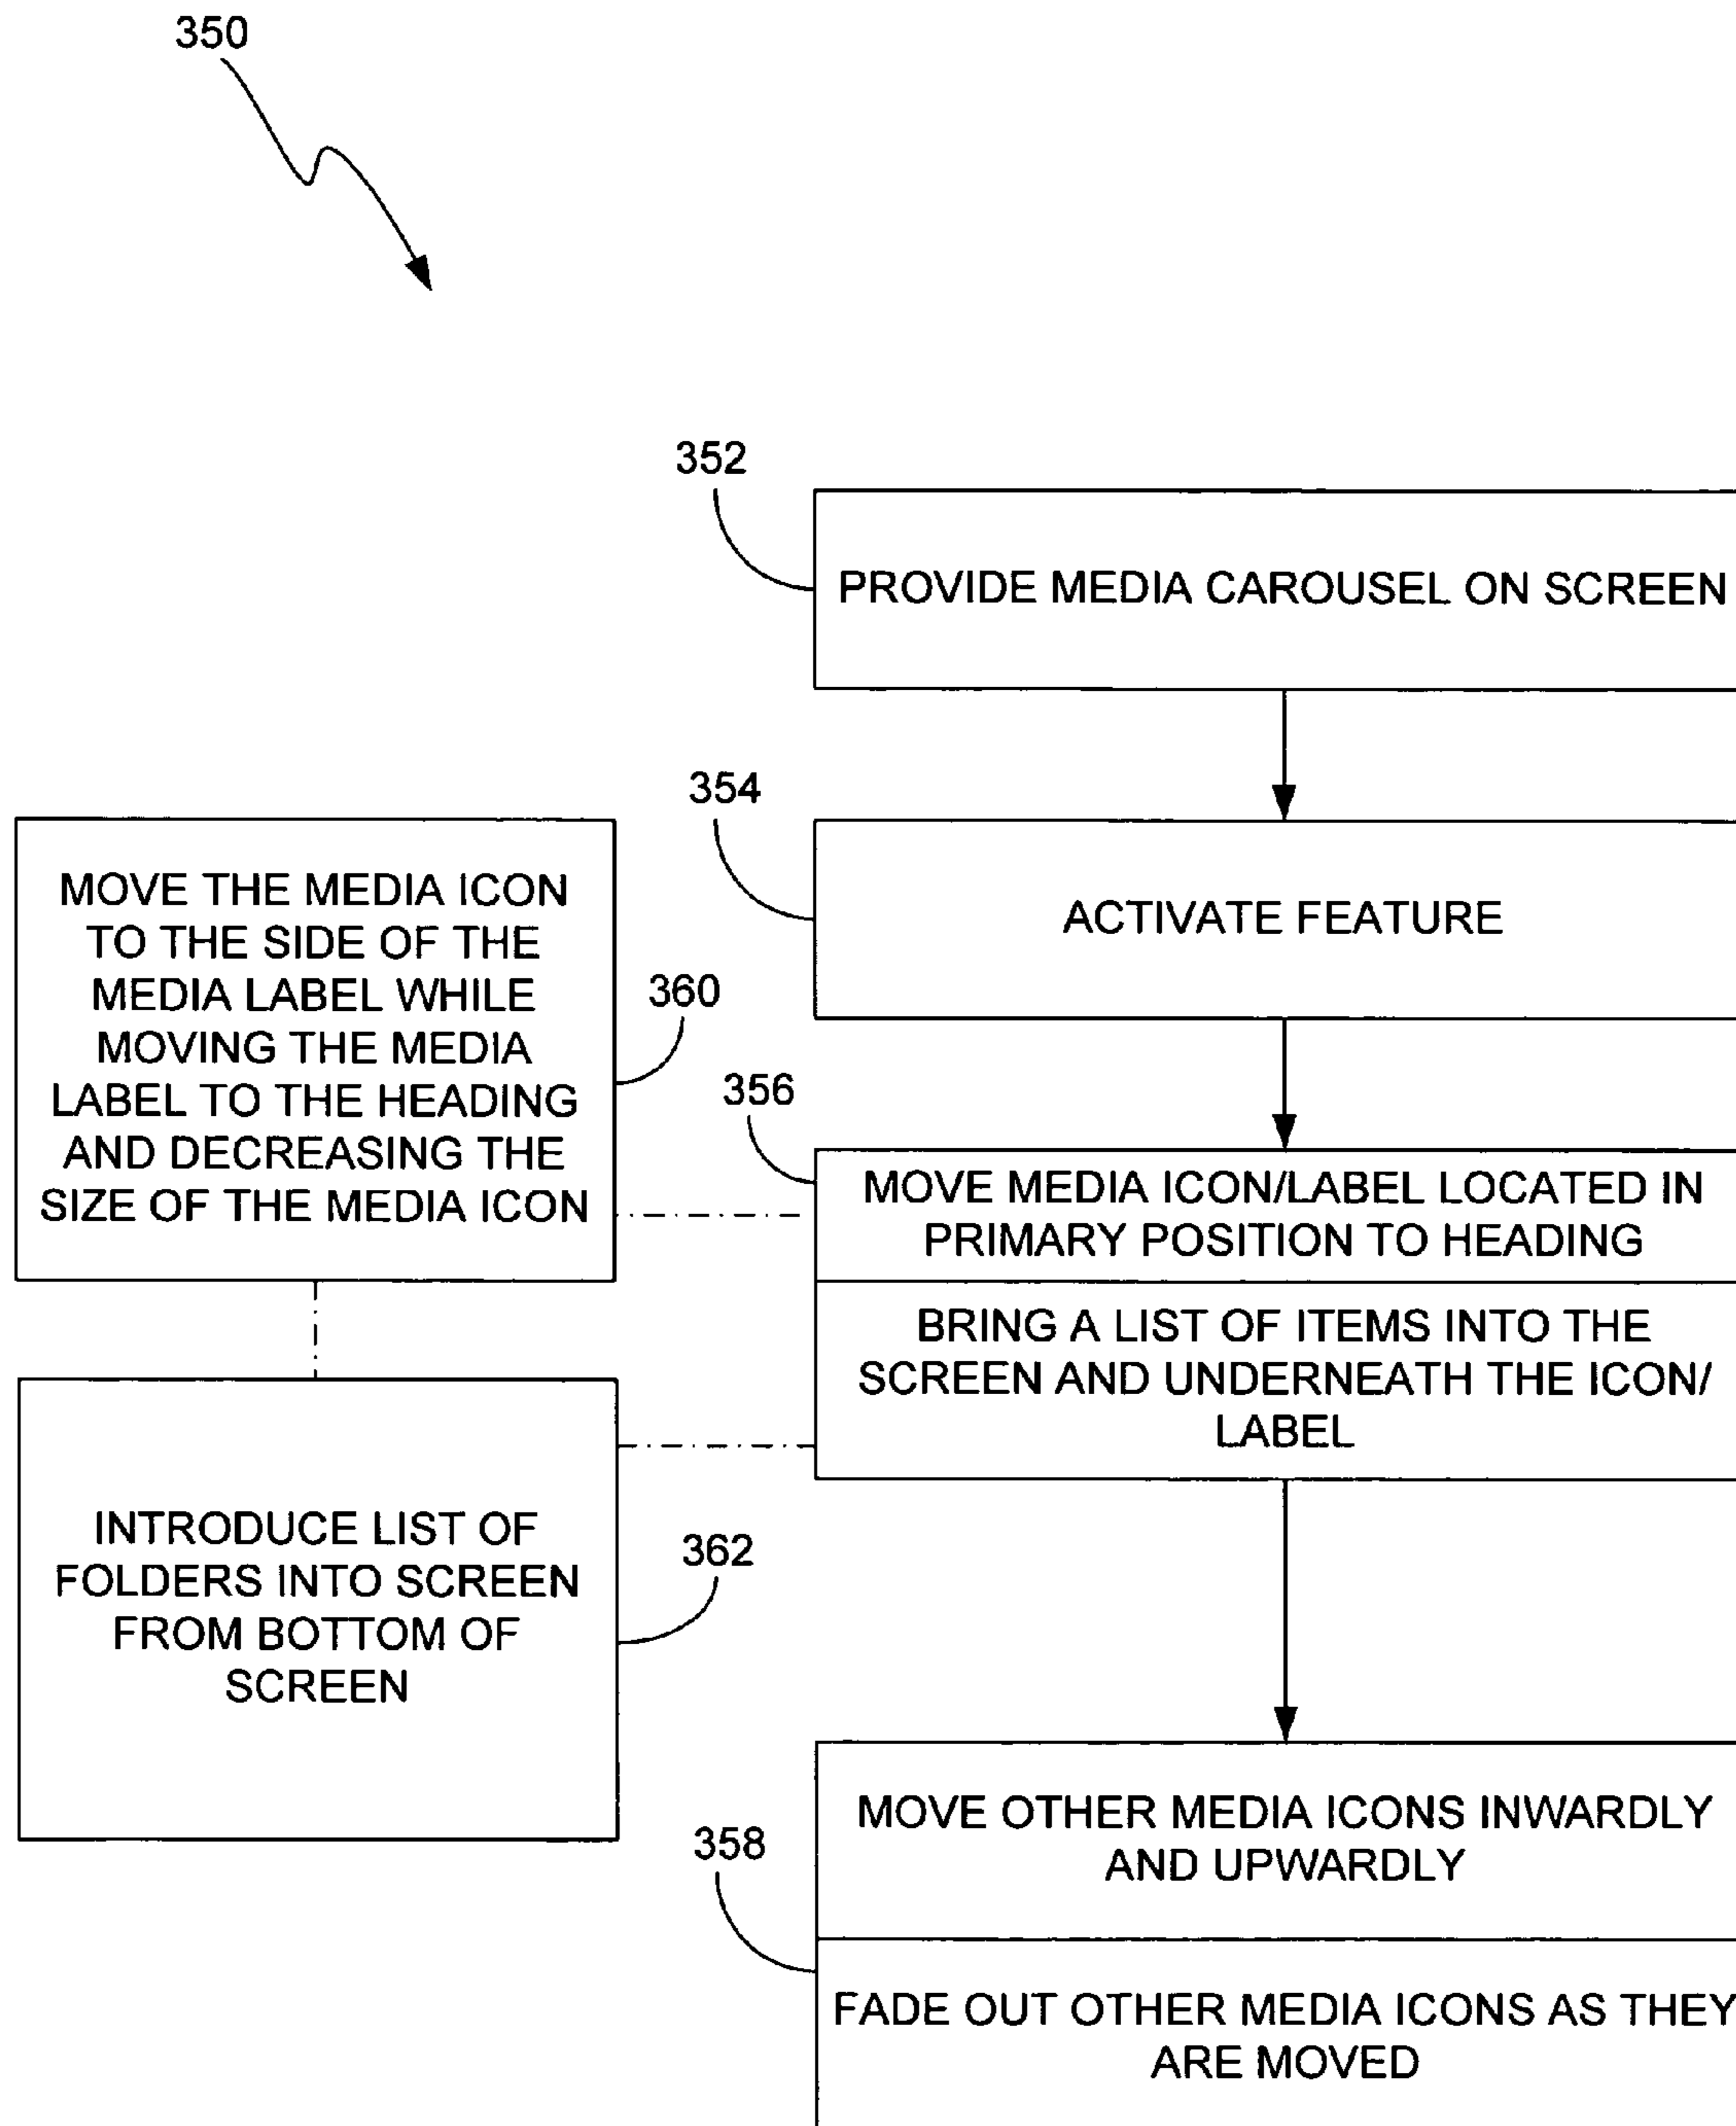 350
352
PROVIDE MEDIA CAROUSEL ON SCREEN
354
ACTIVATE FEATURE
MOVE THE MEDIA ICON
TO THE SIDE OF THE
MEDIA LABEL WHILE
MOVING THE MEDIA
LABEL TO THE HEADING
AND DECREASING THE
SIZE OF THE MEDIA ICON
360
356
MOVE MEDIA ICON/LABEL LOCATED IN
PRIMARY POSITION TO HEADING
BRING A LIST OF ITEMS INTO THE
SCREEN AND UNDERNEATH THE ICON/
LABEL
INTRODUCE LIST OF
FOLDERS INTO SCREEN
FROM BOTTOM OF
SCREEN
362
358
MOVE OTHER MEDIA ICONS INWARDLY
AND UPWARDLY
FADE OUT OTHER MEDIA ICONS AS THEY
ARE MOVED